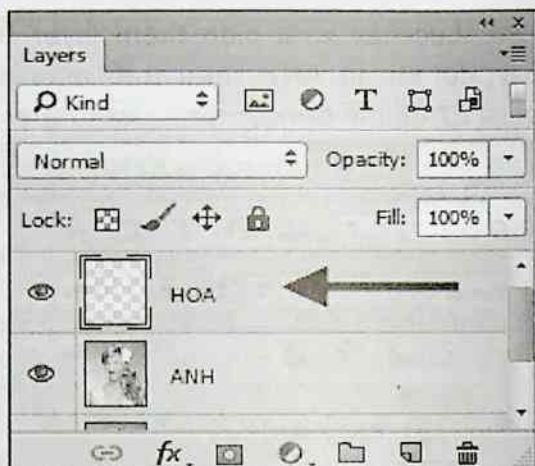 Layers
Kind
Normal Opacity: 100%
Lock: Fill: 100%
HOA
ANH
fx